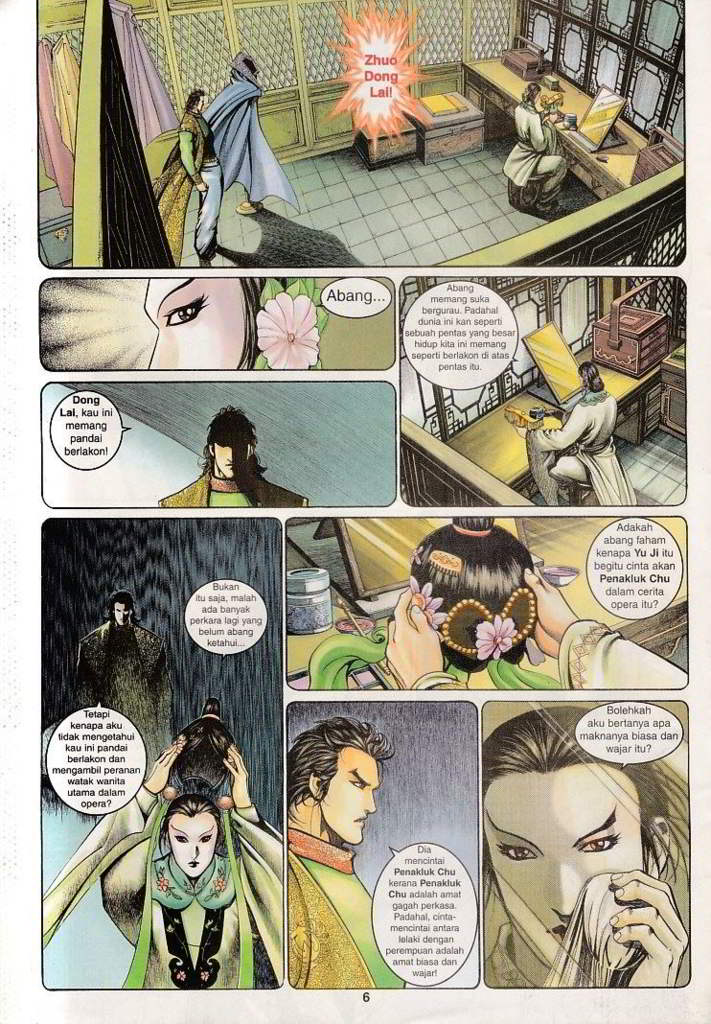 Zhuo
Dong
Lai!
Abang...
Abang
memang suka
bergurau. Padahal
dunia ini kan seperti
sebuah pentas yang besar
hidup kita ini memang
seperti berlakon di atas
pentas itu.
Dong
Lai, kau ini
memang
pandai
berlakon!
Bukan
itu saja, malah
ada banyak
perkara lagi yang
belum abang
ketahui...
Tetapi
kenapa aku
tidak mengetahui
kau ini pandai
berlakon dan
mengambil peranan
watak wanita
utama dalam
opera?
Adakah
abang faham
kenapa Yu Ji itu
begitu cinta akan
Penakluk Chu
dalam cerita
opera itu?
Dia
mencintai
Penakluk Chu
kerana Penakluk
Chu adalah amat
gagah perkasa.
Padahal, cinta-
mencintai antara
lelaki dengan
perempuan adalah
amat biasa dan
wajar!
Bolehkah
aku bertanya apa
maknanya biasa dan
wajar itu?
6